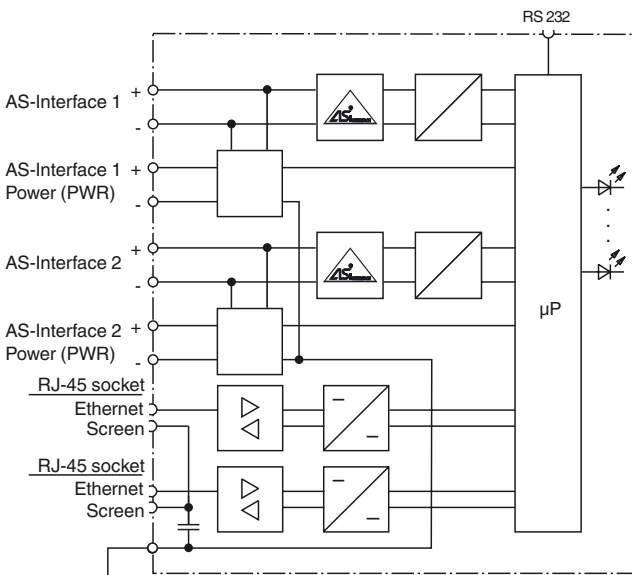 RS 232
AS-Interface 1 + -
AS-Interface 1 + -
Power (PWR)
AS-Interface 2 + -
AS-Interface 2 + -
Power (PWR)
µP
RJ-45 socket
Ethernet
Screen
RJ-45 socket
Ethernet
Screen